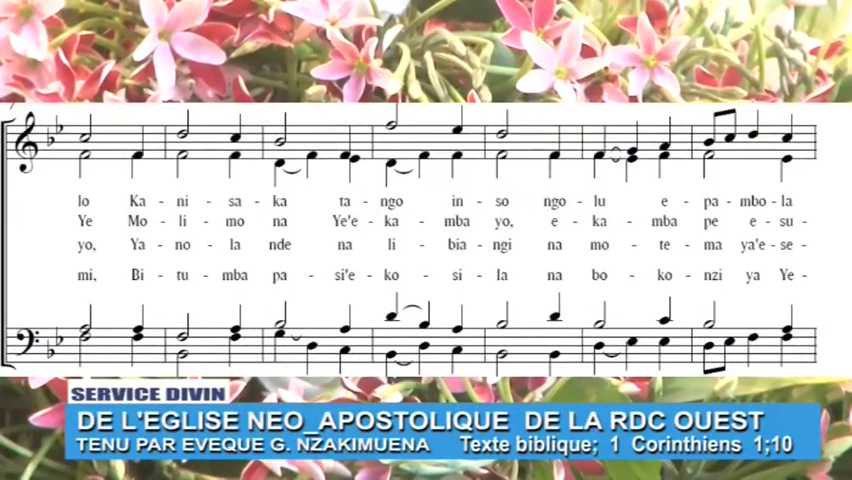 lo Ka - ni - sa - ka ta - ngo in - so ngo - lu e - pa - mbo - la
Ye Mo - li - mo na Ye'e - ka - mba yo, e - ka - mba pe e - su -
yo, Ya - no - la nde na li - bia - ngi na mo - te - ma ya'e - se -
mi, Bi - tu - mba pa - si'e - ko - si - la na bo - ko - nzi ya Ye -
SERVICE DIVIN
DE L'EGLISE NEO_APOSTOLIQUE DE LA RDC OUEST
TENU PAR EVEQUE G. NZAKIMUENA Texte biblique; 1 Corinthiens 1;10